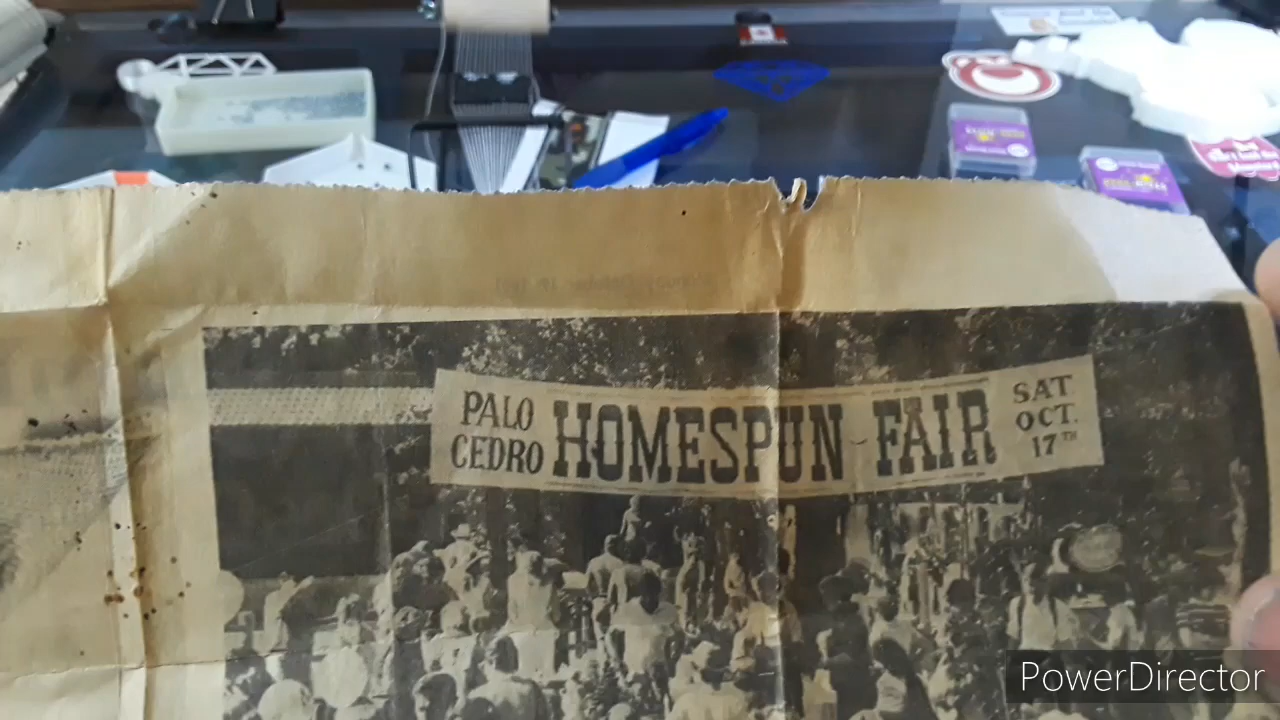 PALO
CEDRO
HOMESPUN FAIR
SAT
OCT.
17TH
PowerDirector